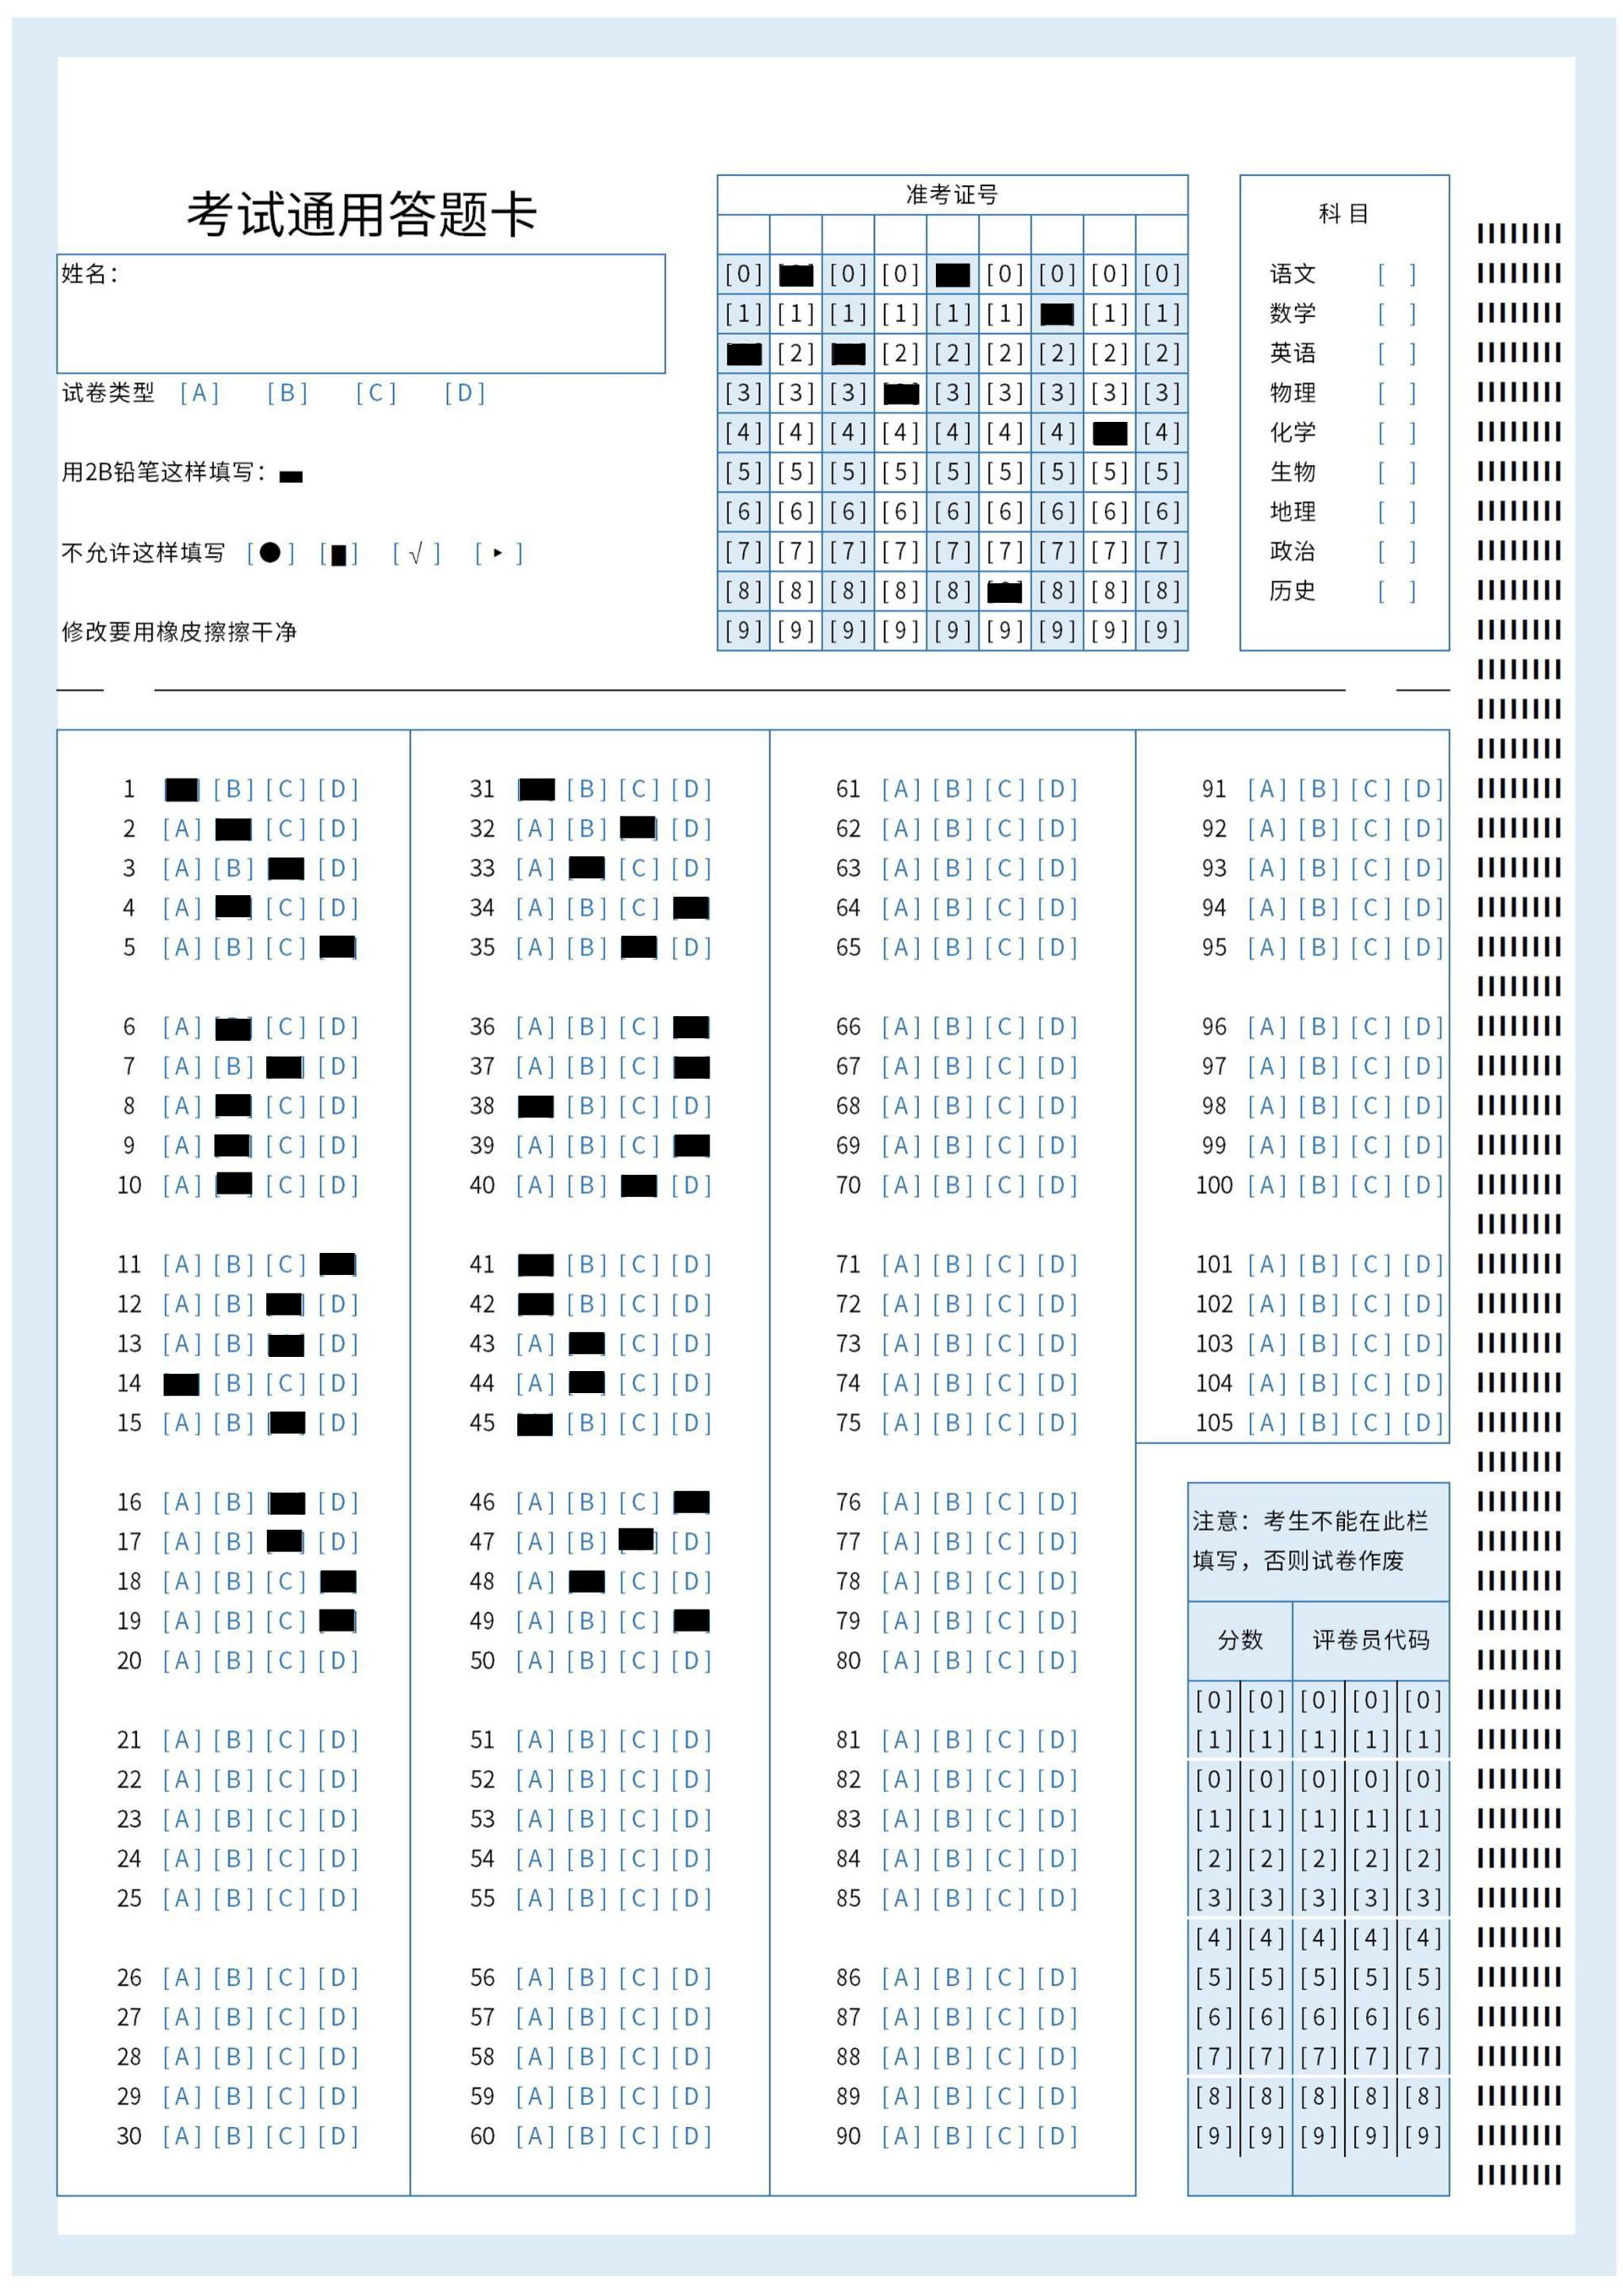 考试通用答题卡
姓名：
试卷类型 [A] [B] [C] [D]
用2B铅笔这样填写：
不允许这样填写 [●] [■] [√] [▸]
修改要用橡皮擦擦干净
准考证号
[0] [0] [0] [0] [0] [0] [0]
[1] [1] [1] [1] [1] [1] [1] [1]
[2] [2] [2] [2] [2] [2] [2]
[3] [3] [3] [3] [3] [3] [3] [3]
[4] [4] [4] [4] [4] [4] [4] [4]
[5] [5] [5] [5] [5] [5] [5] [5] [5]
[6] [6] [6] [6] [6] [6] [6] [6] [6]
[7] [7] [7] [7] [7] [7] [7] [7] [7]
[8] [8] [8] [8] [8] [8] [8] [8]
[9] [9] [9] [9] [9] [9] [9] [9] [9]
科目
语文 [ ]
数学 [ ]
英语 [ ]
物理 [ ]
化学 [ ]
生物 [ ]
地理 [ ]
政治 [ ]
历史 [ ]
1 [B] [C] [D]
2 [A] [C] [D]
3 [A] [B] [D]
4 [A] [C] [D]
5 [A] [B] [C]
6 [A] [C] [D]
7 [A] [B] [D]
8 [A] [C] [D]
9 [A] [C] [D]
10 [A] [C] [D]
11 [A] [B] [C]
12 [A] [B] [D]
13 [A] [B] [D]
14 [B] [C] [D]
15 [A] [B] [D]
16 [A] [B] [D]
17 [A] [B] [D]
18 [A] [B] [C]
19 [A] [B] [C]
20 [A] [B] [C] [D]
21 [A] [B] [C] [D]
22 [A] [B] [C] [D]
23 [A] [B] [C] [D]
24 [A] [B] [C] [D]
25 [A] [B] [C] [D]
26 [A] [B] [C] [D]
27 [A] [B] [C] [D]
28 [A] [B] [C] [D]
29 [A] [B] [C] [D]
30 [A] [B] [C] [D]
31 [B] [C] [D]
32 [A] [B] [D]
33 [A] [C] [D]
34 [A] [B] [C]
35 [A] [B] [D]
36 [A] [B] [C]
37 [A] [B] [C]
38 [B] [C] [D]
39 [A] [B] [C]
40 [A] [B] [D]
41 [B] [C] [D]
42 [B] [C] [D]
43 [A] [C] [D]
44 [A] [C] [D]
45 [B] [C] [D]
46 [A] [B] [C]
47 [A] [B] [D]
48 [A] [C] [D]
49 [A] [B] [C]
50 [A] [B] [C] [D]
51 [A] [B] [C] [D]
52 [A] [B] [C] [D]
53 [A] [B] [C] [D]
54 [A] [B] [C] [D]
55 [A] [B] [C] [D]
56 [A] [B] [C] [D]
57 [A] [B] [C] [D]
58 [A] [B] [C] [D]
59 [A] [B] [C] [D]
60 [A] [B] [C] [D]
61 [A] [B] [C] [D]
62 [A] [B] [C] [D]
63 [A] [B] [C] [D]
64 [A] [B] [C] [D]
65 [A] [B] [C] [D]
66 [A] [B] [C] [D]
67 [A] [B] [C] [D]
68 [A] [B] [C] [D]
69 [A] [B] [C] [D]
70 [A] [B] [C] [D]
71 [A] [B] [C] [D]
72 [A] [B] [C] [D]
73 [A] [B] [C] [D]
74 [A] [B] [C] [D]
75 [A] [B] [C] [D]
76 [A] [B] [C] [D]
77 [A] [B] [C] [D]
78 [A] [B] [C] [D]
79 [A] [B] [C] [D]
80 [A] [B] [C] [D]
81 [A] [B] [C] [D]
82 [A] [B] [C] [D]
83 [A] [B] [C] [D]
84 [A] [B] [C] [D]
85 [A] [B] [C] [D]
86 [A] [B] [C] [D]
87 [A] [B] [C] [D]
88 [A] [B] [C] [D]
89 [A] [B] [C] [D]
90 [A] [B] [C] [D]
91 [A] [B] [C] [D]
92 [A] [B] [C] [D]
93 [A] [B] [C] [D]
94 [A] [B] [C] [D]
95 [A] [B] [C] [D]
96 [A] [B] [C] [D]
97 [A] [B] [C] [D]
98 [A] [B] [C] [D]
99 [A] [B] [C] [D]
100 [A] [B] [C] [D]
101 [A] [B] [C] [D]
102 [A] [B] [C] [D]
103 [A] [B] [C] [D]
104 [A] [B] [C] [D]
105 [A] [B] [C] [D]
注意：考生不能在此栏
填写，否则试卷作废
分数 评卷员代码
[0] [0] [0] [0] [0]
[1] [1] [1] [1] [1]
[0] [0] [0] [0] [0]
[1] [1] [1] [1] [1]
[2] [2] [2] [2] [2]
[3] [3] [3] [3] [3]
[4] [4] [4] [4] [4]
[5] [5] [5] [5] [5]
[6] [6] [6] [6] [6]
[7] [7] [7] [7] [7]
[8] [8] [8] [8] [8]
[9] [9] [9] [9] [9]